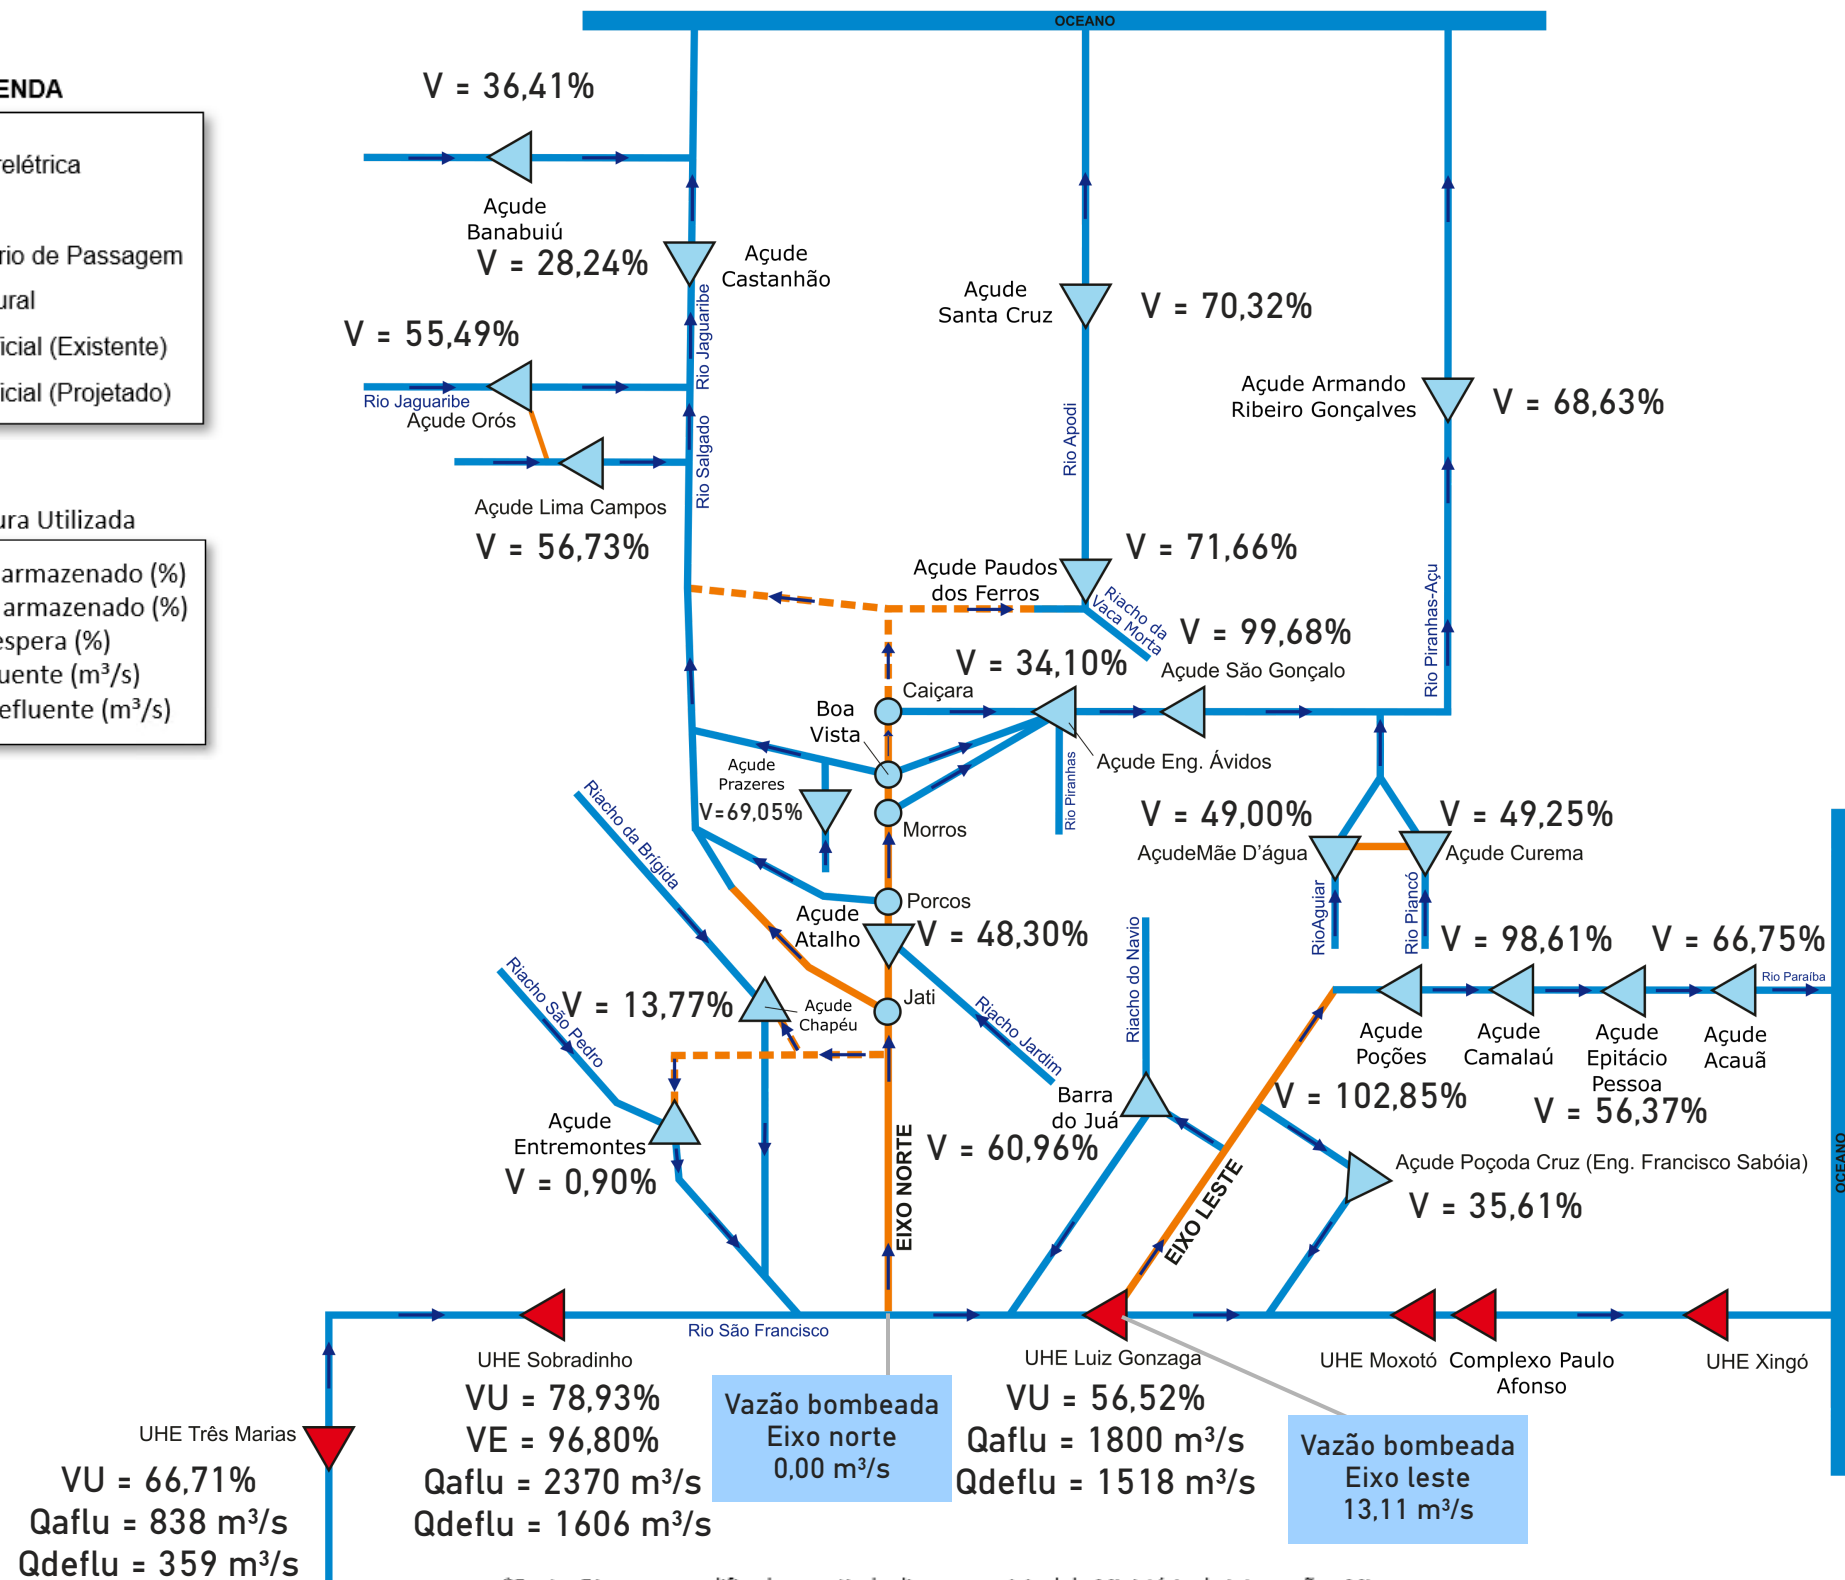 OCEANO
V = 36,41%
ENDA
relétrica
rio de Passagem
ural
ficial (Existente)
ficial (Projetado)
Açude
Banabuiú
V = 28,24%
Açude
Castanhão
Rio Jaguaribe
V = 55,49%
Rio Jaguaribe
Açude Orós
Rio Salgado
Açude Lima Campos
V = 56,73%
Açude
Santa Cruz
V = 70,32%
Rio Apodi
Açude Armando
Ribeiro Gonçalves
V = 68,63%
ura Utilizada
armazenado (%)
armazenado (%)
espera (%)
luente (m³/s)
efluente (m³/s)
V = 71,66%
Açude Paudos
dos Ferros
Riacho da
Vaca Morta
V = 99,68%
Açude São Gonçalo
V = 34,10%
Rio Piranhas-Açu
Caiçara
Boa
Vista
Açude Eng. Ávidos
Rio Piranhas
Açude
Prazeres
V=69,05%
Morros
Riacho da Brígida
V = 49,00%
AçudeMãe D'água
V = 49,25%
Açude Curema
RioAguiar
Rio Piancó
Porcos
Açude
Atalho
V = 48,30%
Riacho do Navio
V = 98,61%
V = 66,75%
Rio Paraíba
Riacho São Pedro
V = 13,77%
Açude
Chapéu
Jati
Riacho Jardim
Açude
Poções
Açude
Camalaú
Açude
Epitácio
Pessoa
Açude
Acauã
V = 102,85%
V = 56,37%
Barra
do Juá
V = 60,96%
Açude
Entremontes
V = 0,90%
EIXO NORTE
EIXO LESTE
Açude Poçoda Cruz (Eng. Francisco Sabóia)
V = 35,61%
OCEANO
Rio São Francisco
UHE Sobradinho
VU = 78,93%
VE = 96,80%
Qaflu = 2370 m³/s
Qdeflu = 1606 m³/s
Vazão bombeada
Eixo norte
0,00 m³/s
UHE Luiz Gonzaga
VU = 56,52%
Qaflu = 1800 m³/s
Qdeflu = 1518 m³/s
Vazão bombeada
Eixo leste
13,11 m³/s
UHE Moxotó
Complexo Paulo
Afonso
UHE Xingó
UHE Três Marias
VU = 66,71%
Qaflu = 838 m³/s
Qdeflu = 359 m³/s